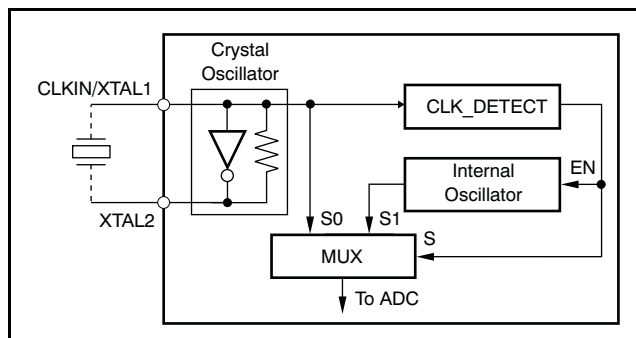 Crystal
Oscillator
CLKIN/XTAL1
CLK_DETECT
Internal
Oscillator
EN
XTAL2
S0
S1
S
MUX
To ADC